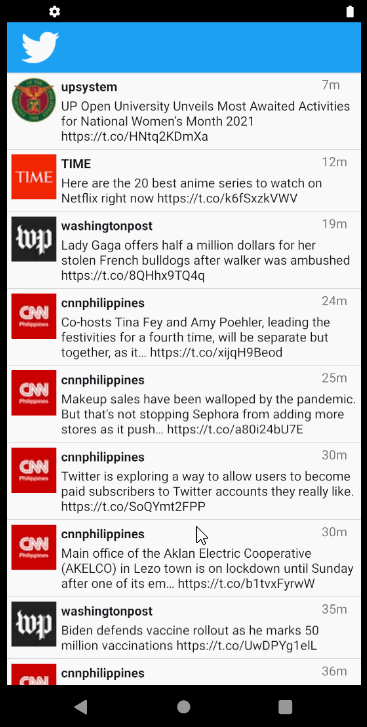 upsystem 7m
UP Open University Unveils Most Awaited Activities
for National Women's Month 2021
https://t.co/HNtq2KDmXa
TIME
TIME 12m
Here are the 20 best anime series to watch on
Netflix right now https://t.co/k6fSxzkVWV
wp
washingtonpost 19m
Lady Gaga offers half a million dollars for her
stolen French bulldogs after walker was ambushed
https://t.co/8QHhx9TQ4q
CNN
Philippines
cnnphilippines 24m
Co-hosts Tina Fey and Amy Poehler, leading the
festivities for a fourth time, will be separate but
together, as it… https://t.co/xijqH9Beod
CNN
Philippines
cnnphilippines 25m
Makeup sales have been walloped by the pandemic.
But that's not stopping Sephora from adding more
stores as it push… https://t.co/a80i24bU7E
CNN
Philippines
cnnphilippines 30m
Twitter is exploring a way to allow users to become
paid subscribers to Twitter accounts they really like.
https://t.co/SoQYmt2FPP
CNN
Philippines
cnnphilippines 30m
Main office of the Aklan Electric Cooperative
(AKELCO) in Lezo town is on lockdown until Sunday
after one of its em… https://t.co/b1tvxFyrwW
wp
washingtonpost 35m
Biden defends vaccine rollout as he marks 50
million vaccinations https://t.co/UwDPYg1elL
CNN
cnnphilippines 36m